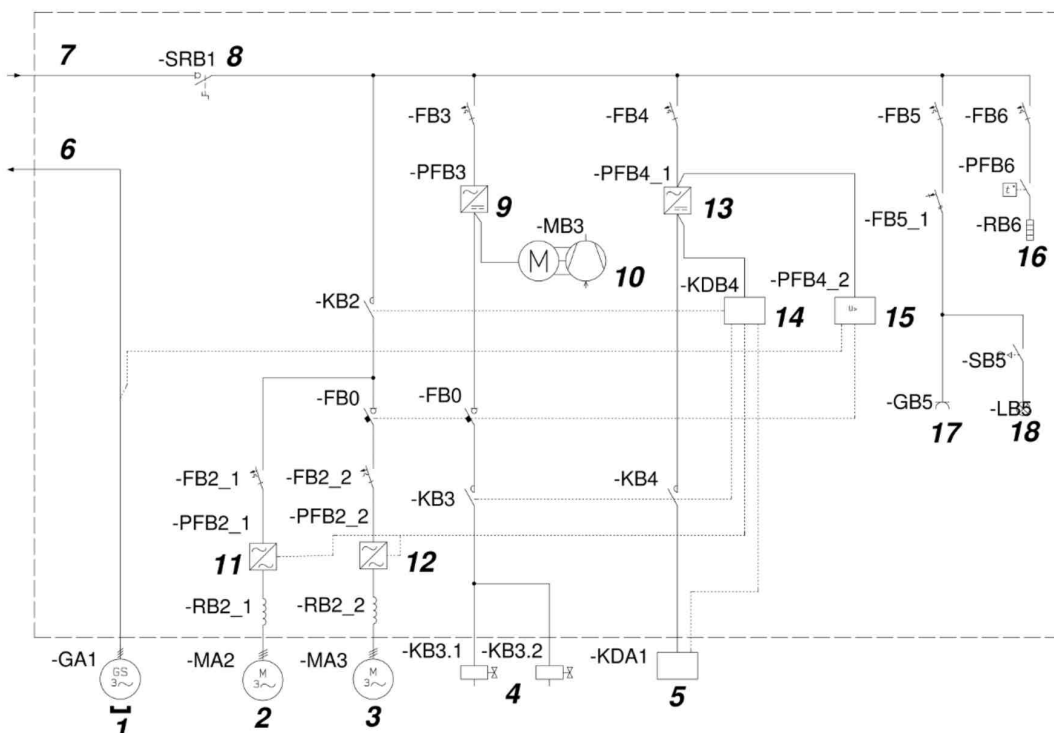 7
-SRB1 8
-FB3
-FB4
-FB5
-FB6
6
-PFB3
9
-PFB4_1
13
-PFB6
t°
-FB5_1
-RB6
16
-MB3
M
10
-KB2
-KDB4
14
-PFB4_2
U>
15
-SB5
-FB0
-FB0
-GB5
17
-LB5
18
-FB2_1
-FB2_2
-KB3
-KB4
-PFB2_1
-PFB2_2
11
12
-RB2_1
-RB2_2
-GA1
-MA2
-MA3
-KB3.1
-KB3.2
-KDA1
GS
3~
M
3~
M
3~
1
2
3
4
5